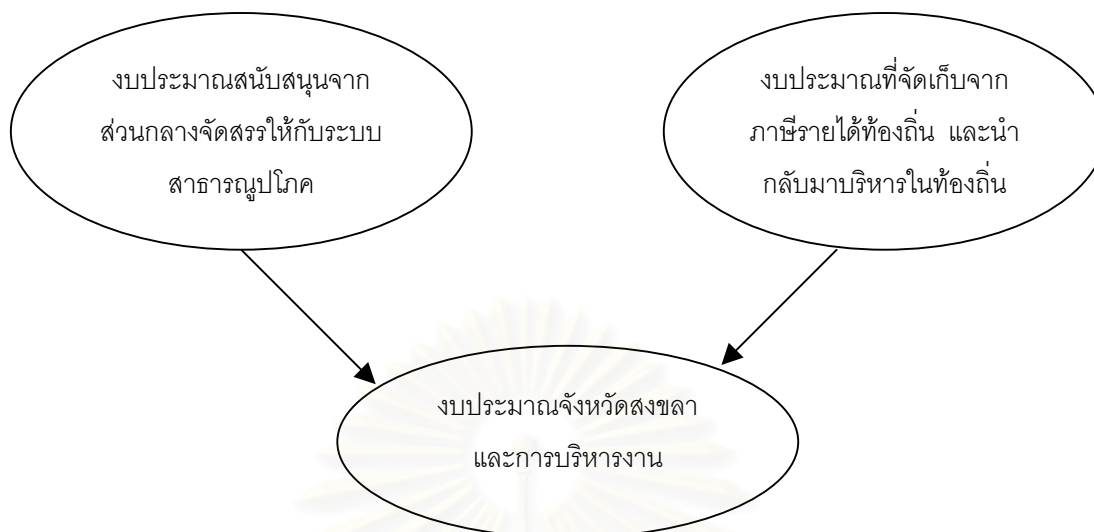 งบประมาณสนับสนุนจาก
ส่วนกลางจัดสรรให้กับระบบ
สาธารณูปโภค
งบประมาณที่จัดเก็บจาก
ภาษีรายได้ท้องถิ่น และนำ
กลับมาบริหารในท้องถิ่น
งบประมาณจังหวัดสงขลา
และการบริหารงาน